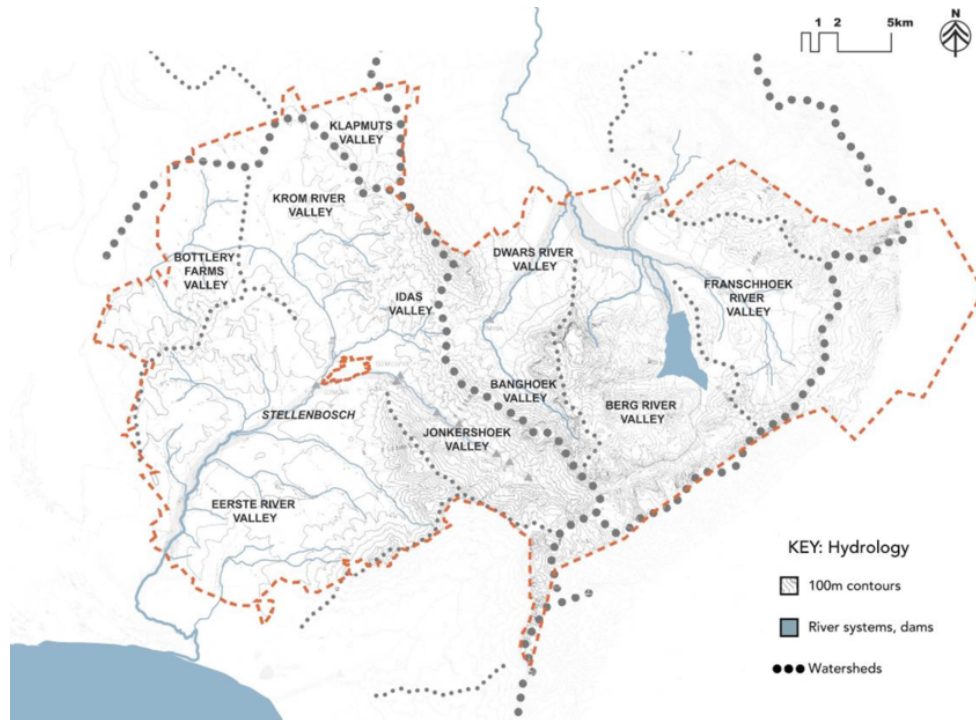 N
1 2 5km
KLAPMUTS
VALLEY
KROM RIVER
VALLEY
BOTTLERY
FARMS
VALLEY
DWARS RIVER
VALLEY
FRANSCHHOEK
RIVER
VALLEY
IDAS
VALLEY
BANGHOEK
VALLEY
BERG RIVER
VALLEY
STELLENBOSCH
JONKERSHOEK
VALLEY
EERSTE RIVER
VALLEY
KEY: Hydrology
100m contours
River systems, dams
Watersheds